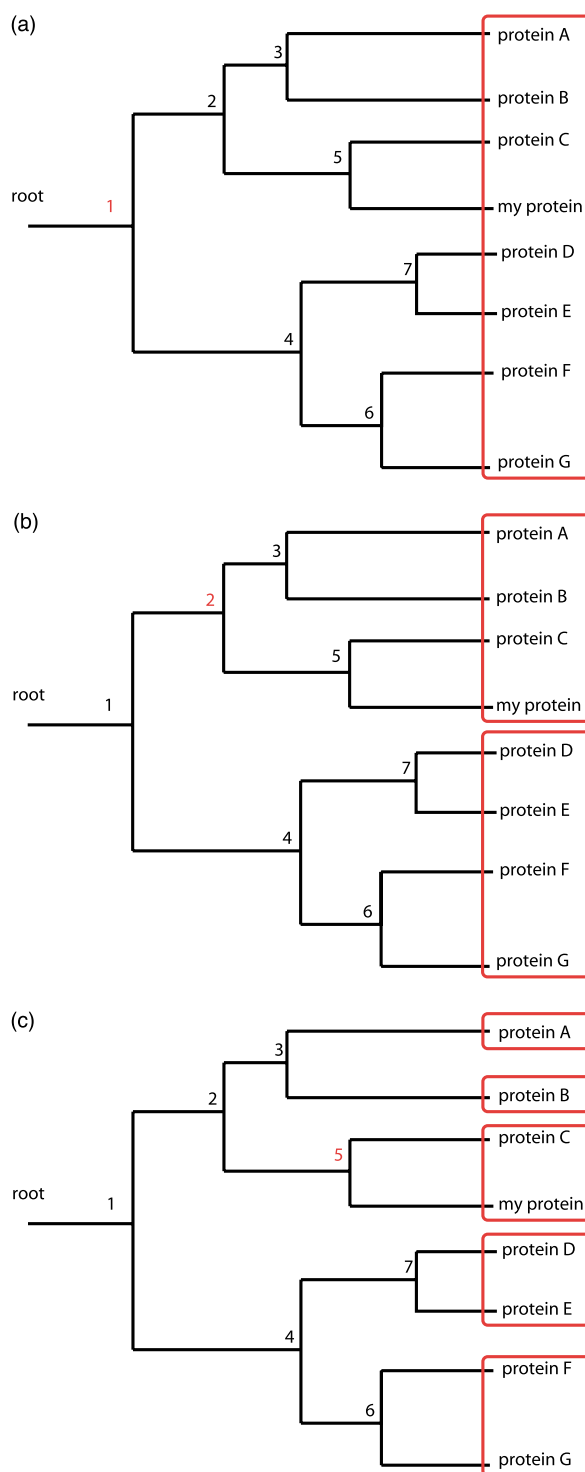 (a)
protein A
3
protein B
2
protein C
5
root
1
my protein
protein D
7
protein E
4
protein F
6
protein G
(b)
protein A
3
protein B
2
protein C
5
root
1
my protein
protein D
7
protein E
4
protein F
6
protein G
(c)
protein A
3
protein B
2
protein C
5
root
1
my protein
protein D
7
protein E
4
protein F
6
protein G